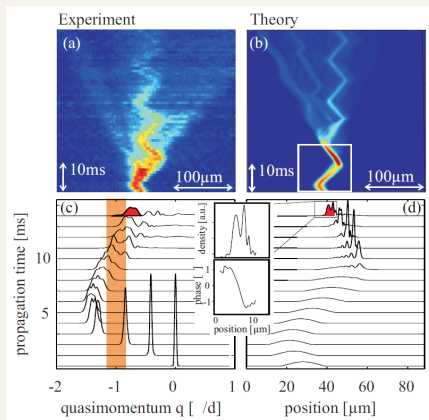 Experiment Theory
(a) (b)
10ms 100µm 10ms 100µm
(c) (d)
propagation time [ms]
10
5
density [a.u.]
phase [ ]
1
0
-1
0 10
position [µm]
-2 -1 0 1
0 20 40 60 80
quasimomentum q [ /d] position [µm]